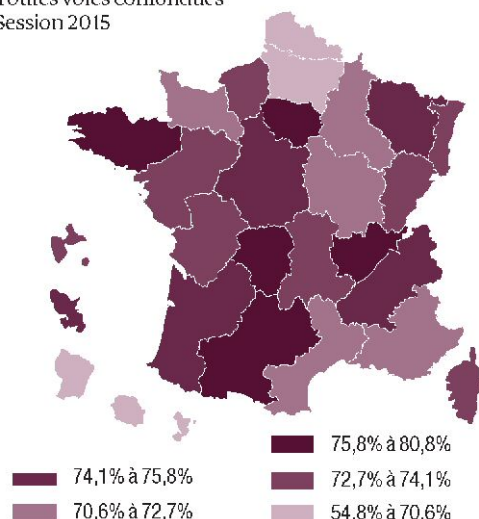 Toutes voies confondues
Session 2015
75,8% à 80,8%
74,1% à 75,8%
72,7% à 74,1%
70,6% à 72,7%
54,8% à 70,6%